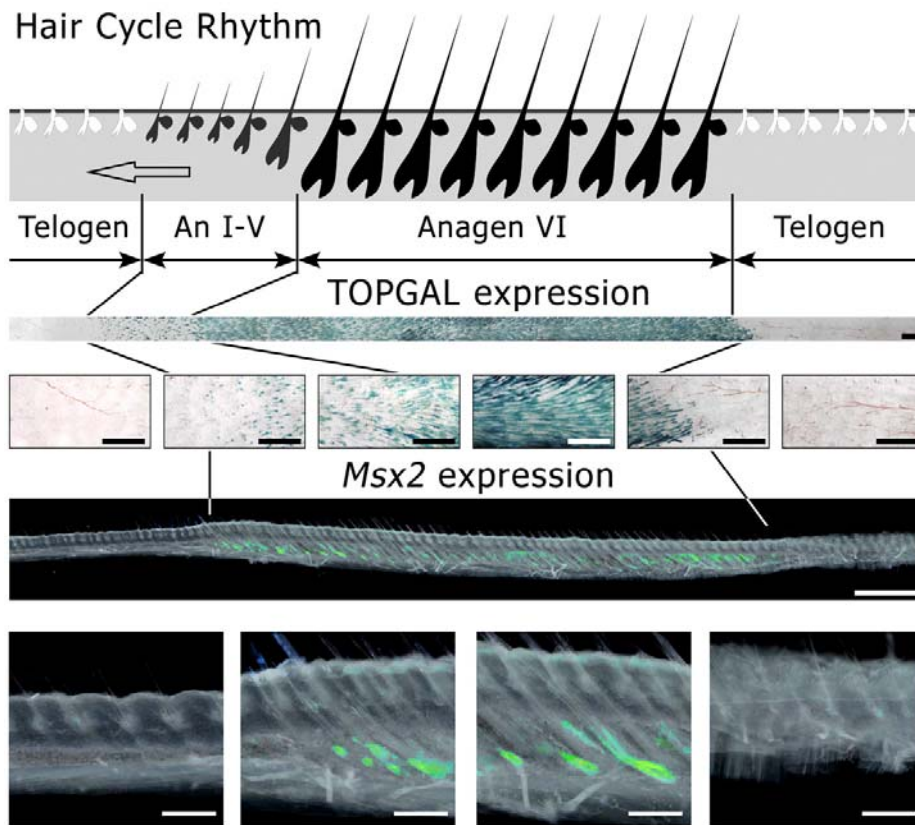 Hair Cycle Rhythm
Telogen An I-V Anagen VI Telogen
TOPGAL expression
Msx2 expression